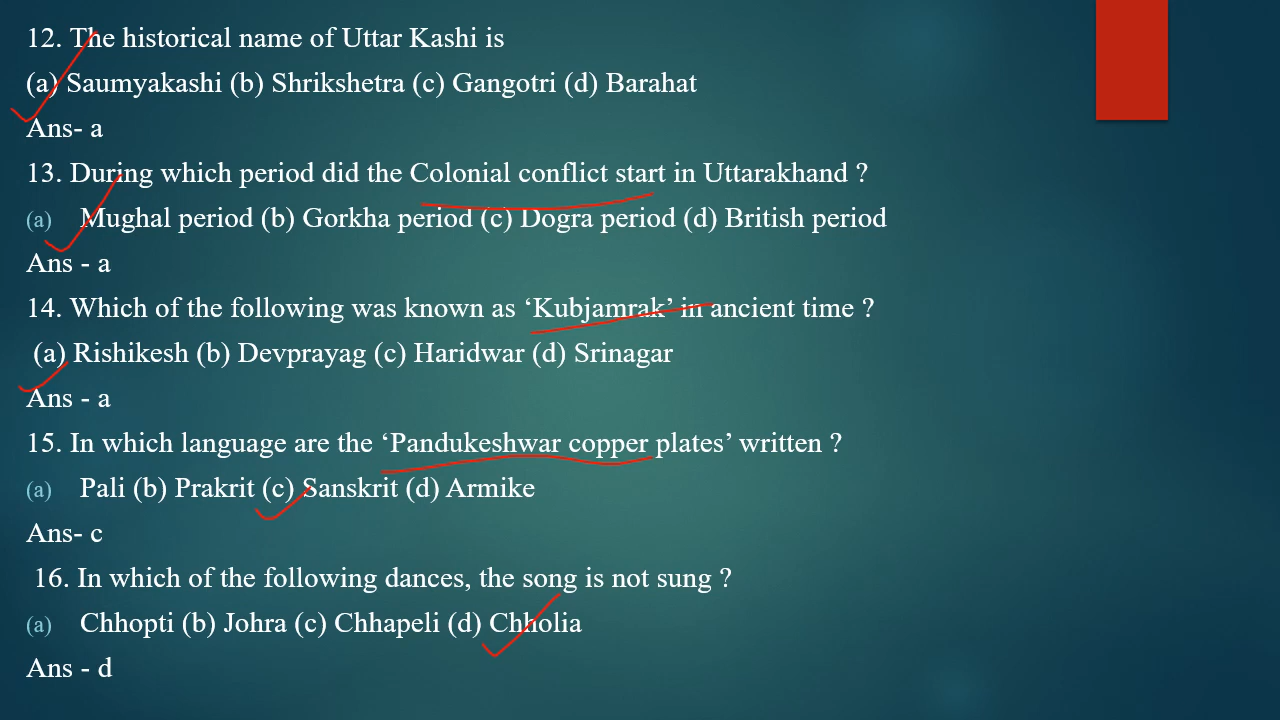 12. The historical name of Uttar Kashi is
(a) Saumyakashi (b) Shrikshetra (c) Gangotri (d) Barahat
Ans- a
13. During which period did the Colonial conflict start in Uttarakhand ?
(a) Mughal period (b) Gorkha period (c) Dogra period (d) British period
Ans - a
14. Which of the following was known as ‘Kubjamrak’ in ancient time ?
(a) Rishikesh (b) Devprayag (c) Haridwar (d) Srinagar
Ans - a
15. In which language are the ‘Pandukeshwar copper plates’ written ?
(a) Pali (b) Prakrit (c) Sanskrit (d) Armike
Ans- c
16. In which of the following dances, the song is not sung ?
(a) Chhopti (b) Johra (c) Chhapeli (d) Chholia
Ans - d